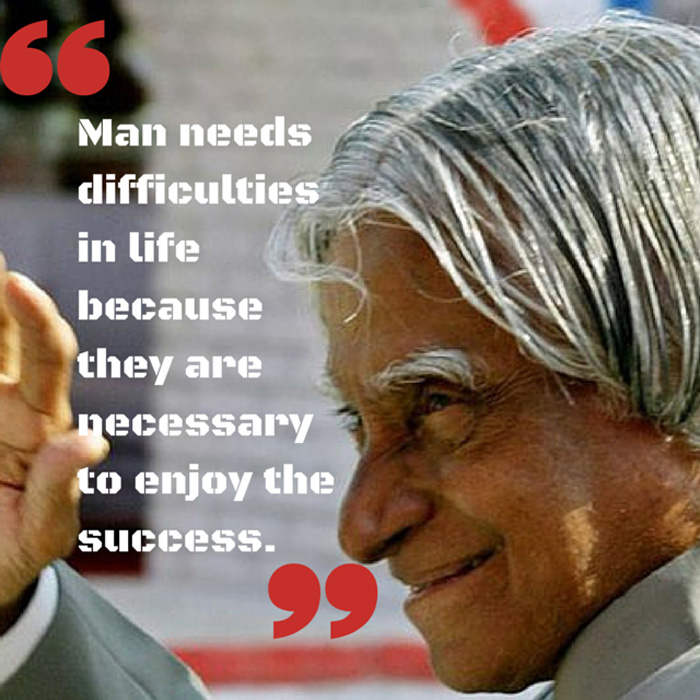 “
Man needs
difficulties
in life
because
they are
necessary
to enjoy the
success.
”